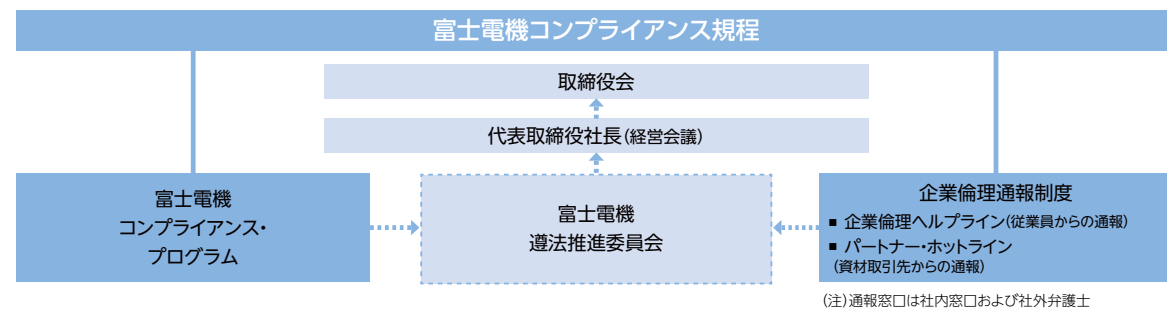 富士電機コンプライアンス規程
取締役会
代表取締役社長(経営会議)
富士電機
コンプライアンス・
プログラム
富士電機
遵法推進委員会
企業倫理通報制度
■ 企業倫理ヘルプライン(従業員からの通報)
■ パートナー・ホットライン
(資材取引先からの通報)
(注)通報窓口は社内窓口および社外弁護士